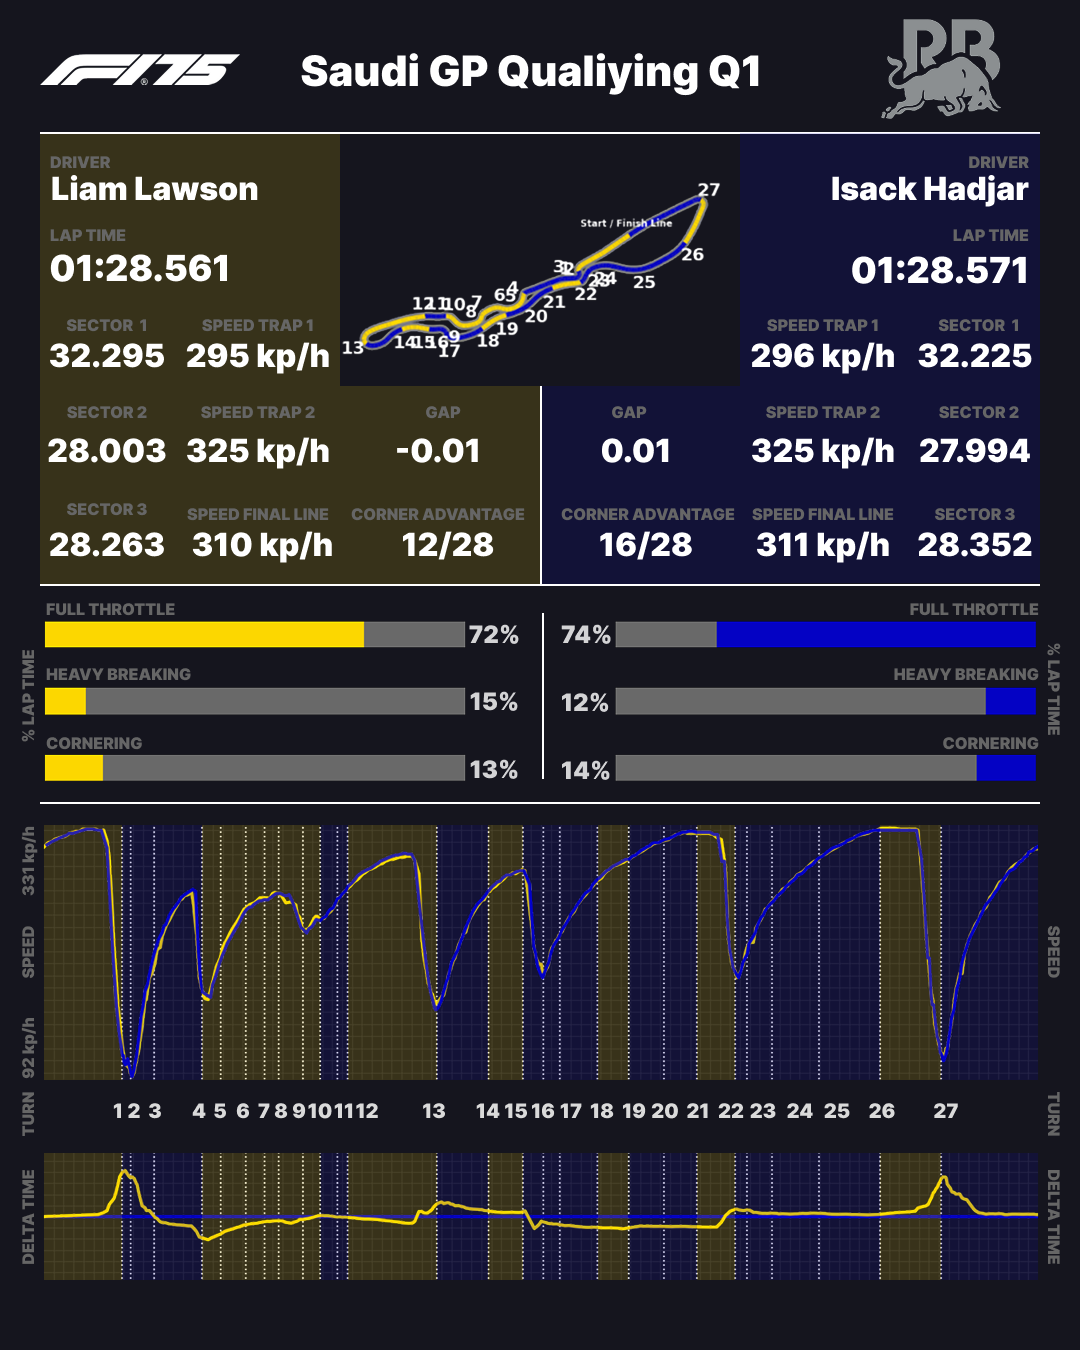 F1 75
Saudi GP Qualiying Q1
RB
DRIVER
Liam Lawson
LAP TIME
01:28.561
SECTOR 1
SPEED TRAP 1
32.295
295 kp/h
SECTOR 2
SPEED TRAP 2
GAP
28.003
325 kp/h
-0.01
SECTOR 3
SPEED FINAL LINE
CORNER ADVANTAGE
28.263
310 kp/h
12/28
Start / Finish Line
27
26
25
24
22
21
20
19
18
17
16
15
14
13
12
11
10
9
8
7
6
5
4
3
DRIVER
Isack Hadjar
LAP TIME
01:28.571
SPEED TRAP 1
SECTOR 1
296 kp/h
32.225
GAP
SPEED TRAP 2
SECTOR 2
0.01
325 kp/h
27.994
CORNER ADVANTAGE
SPEED FINAL LINE
SECTOR 3
16/28
311 kp/h
28.352
% LAP TIME
FULL THROTTLE
72%
HEAVY BREAKING
15%
CORNERING
13%
FULL THROTTLE
74%
HEAVY BREAKING
12%
CORNERING
14%
% LAP TIME
331 kp/h
SPEED
92 kp/h
SPEED
TURN
1 2 3 4 5 6 7 8 9 10 11 12 13 14 15 16 17 18 19 20 21 22 23 24 25 26 27
TURN
DELTA TIME
DELTA TIME